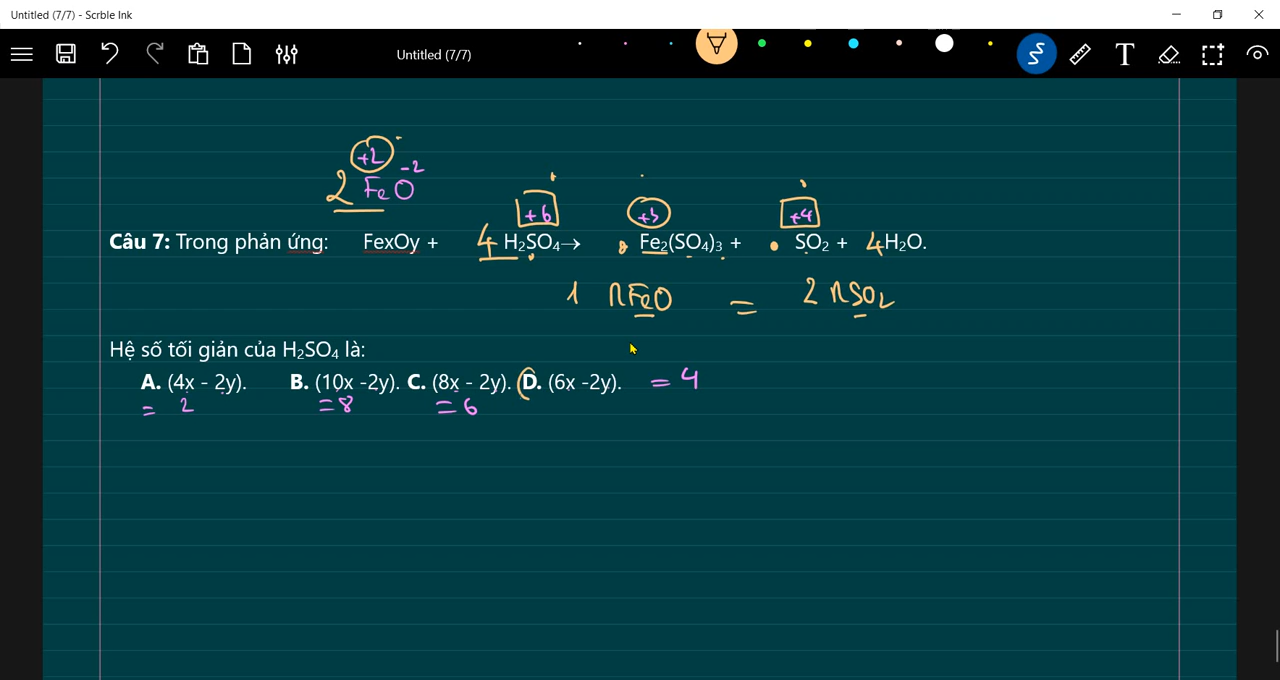 Untitled (7/7) - Scrble Ink
Untitled (7/7)
T
+2 -2
2 FeO
+6 +3 +4
Câu 7: Trong phản ứng: FexOy + 4 H₂SO₄→ Fe₂(SO₄)₃ + SO₂ + 4H₂O.
1 nFeO = 2 nSO₂
Hệ số tối giản của H₂SO₄ là:
A. (4x - 2y). B. (10x -2y). C. (8x - 2y). D. (6x -2y). = 4
= 2 =8 =6